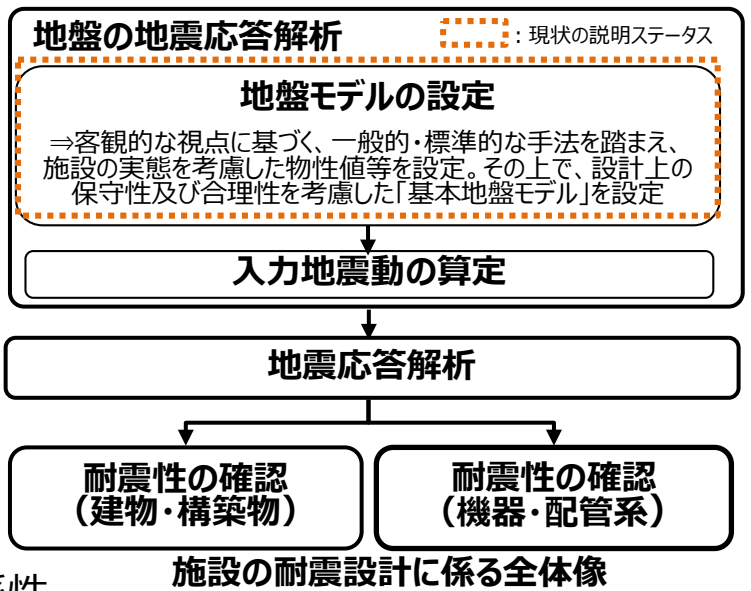 地盤の地震応答解析
：現状の説明ステータス
地盤モデルの設定
⇒客観的な視点に基づく、一般的・標準的な手法を踏まえ、
施設の実態を考慮した物性値等を設定。その上で、設計上の
保守性及び合理性を考慮した「基本地盤モデル」を設定
入力地震動の算定
地震応答解析
耐震性の確認
（建物・構築物）
耐震性の確認
（機器・配管系）
施設の耐震設計に係る全体像